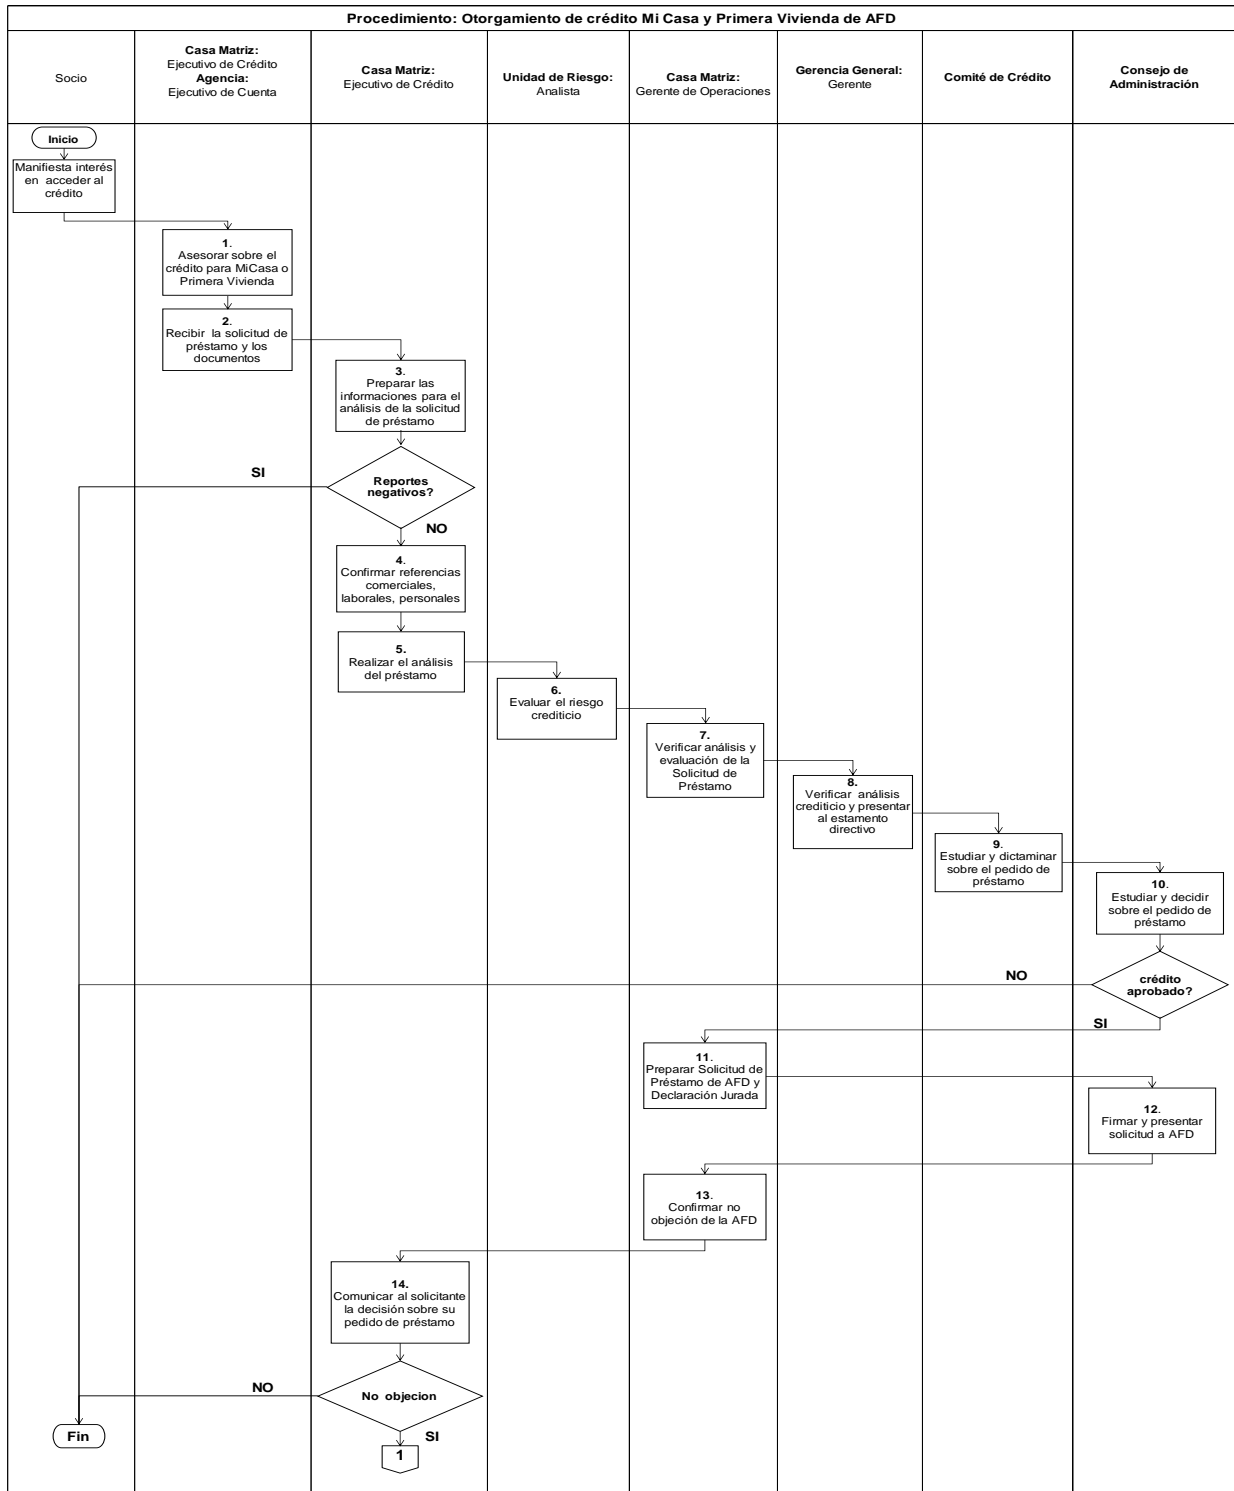 Procedimiento: Otorgamiento de crédito Mi Casa y Primera Vivienda de AFD
Socio
Casa Matriz:
Ejecutivo de Crédito
Agencia:
Ejecutivo de Cuenta
Casa Matriz:
Ejecutivo de Crédito
Unidad de Riesgo:
Analista
Casa Matriz:
Gerente de Operaciones
Gerencia General:
Gerente
Comité de Crédito
Consejo de
Administración
Inicio
Manifiesta interés
en acceder al
crédito
1.
Asesorar sobre el
crédito para MiCasa o
Primera Vivienda
2.
Recibir la solicitud de
préstamo y los
documentos
3.
Preparar las
informaciones para el
análisis de la solicitud
de préstamo
SI
Reportes
negativos?
NO
4.
Confirmar referencias
comerciales,
laborales, personales
5.
Realizar el análisis
del préstamo
6.
Evaluar el riesgo
crediticio
7.
Verificar análisis y
evaluación de la
Solicitud de
Préstamo
8.
Verificar análisis
crediticio y presentar
al estamento
directivo
9.
Estudiar y dictaminar
sobre el pedido de
préstamo
10.
Estudiar y decidir
sobre el pedido de
préstamo
NO
crédito
aprobado?
SI
11.
Preparar Solicitud de
Préstamo de AFD y
Declaración Jurada
12.
Firmar y presentar
solicitud a AFD
13.
Confirmar no
objeción de la AFD
14.
Comunicar al solicitante
la decisión sobre su
pedido de préstamo
NO
No objecion
Fin
SI
1